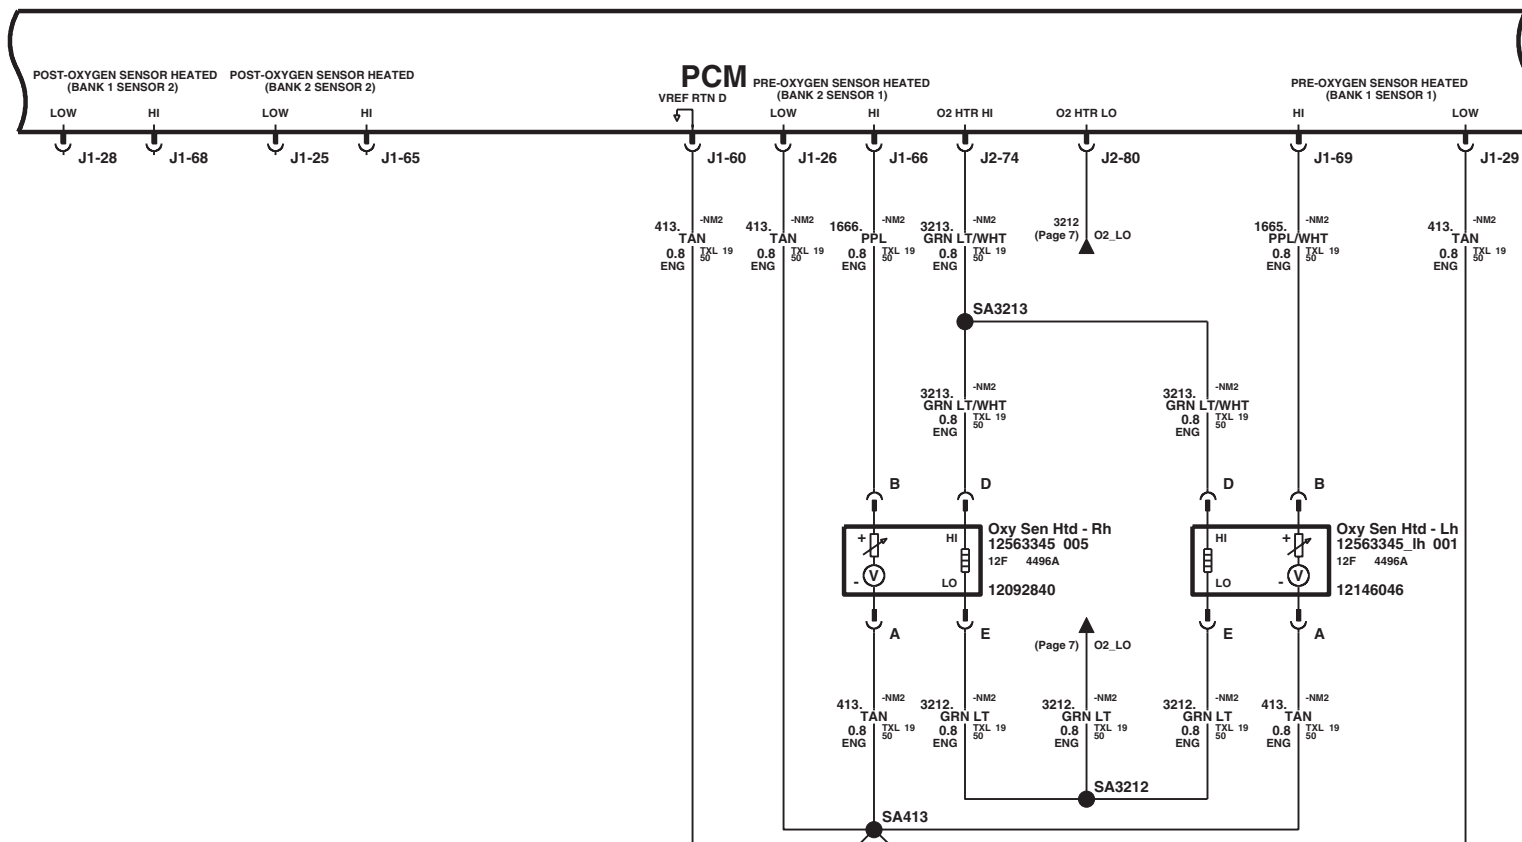 PCM
POST-OXYGEN SENSOR HEATED
(BANK 1 SENSOR 2)
POST-OXYGEN SENSOR HEATED
(BANK 2 SENSOR 2)
VREF RTN D
PRE-OXYGEN SENSOR HEATED
(BANK 2 SENSOR 1)
PRE-OXYGEN SENSOR HEATED
(BANK 1 SENSOR 1)
LOW
HI
LOW
HI
LOW
HI
O2 HTR HI
O2 HTR LO
HI
LOW
J1-28
J1-68
J1-25
J1-65
J1-60
J1-26
J1-66
J2-74
J2-80
J1-69
J1-29
413. -NM2
TAN
0.8 TXL 19
ENG 50
413. -NM2
TAN
0.8 TXL 19
ENG 50
1666. -NM2
PPL
0.8 TXL 19
ENG 50
3213. -NM2
GRN LT/WHT
0.8 TXL 19
ENG 50
3212
(Page 7) O2_LO
1665. -NM2
PPL/WHT
0.8 TXL 19
ENG 50
413. -NM2
TAN
0.8 TXL 19
ENG 50
SA3213
3213. -NM2
GRN LT/WHT
0.8 TXL 19
ENG 50
3213. -NM2
GRN LT/WHT
0.8 TXL 19
ENG 50
B
D
D
B
Oxy Sen Htd - Rh
12563345 005
12F 4496A
12092840
+
-
V
HI
LO
Oxy Sen Htd - Lh
12563345_lh 001
12F 4496A
12146046
HI
LO
+
-
V
A
E
E
A
(Page 7) O2_LO
413. -NM2
TAN
0.8 TXL 19
ENG 50
3212. -NM2
GRN LT
0.8 TXL 19
ENG 50
3212. -NM2
GRN LT
0.8 TXL 19
ENG 50
3212. -NM2
GRN LT
0.8 TXL 19
ENG 50
413. -NM2
TAN
0.8 TXL 19
ENG 50
SA3212
SA413